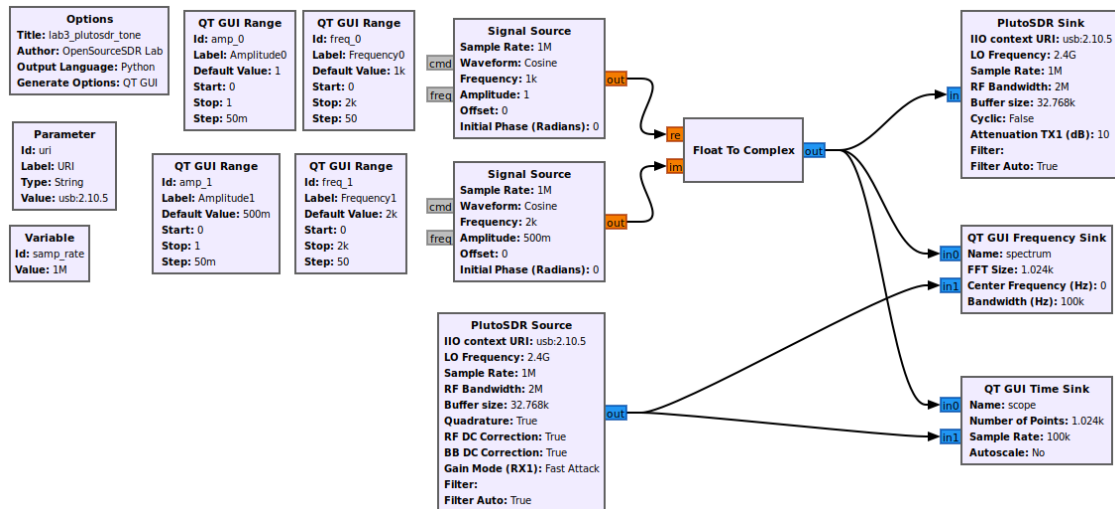 Options
Title: lab3_plutosdr_tone
Author: OpenSourceSDR Lab
Output Language: Python
Generate Options: QT GUI
QT GUI Range
Id: amp_0
Label: Amplitude0
Default Value: 1
Start: 0
Stop: 1
Step: 50m
QT GUI Range
Id: freq_0
Label: Frequency0
Default Value: 1k
Start: 0
Stop: 2k
Step: 50
Signal Source
Sample Rate: 1M
Waveform: Cosine
Frequency: 1k
Amplitude: 1
Offset: 0
Initial Phase (Radians): 0
cmd
freq
out
PlutoSDR Sink
IIO context URI: usb:2.10.5
LO Frequency: 2.4G
Sample Rate: 1M
RF Bandwidth: 2M
Buffer size: 32.768k
Cyclic: False
Attenuation TX1 (dB): 10
Filter:
Filter Auto: True
in
Parameter
Id: uri
Label: URI
Type: String
Value: usb:2.10.5
Float To Complex
re
im
out
QT GUI Range
Id: amp_1
Label: Amplitude1
Default Value: 500m
Start: 0
Stop: 1
Step: 50m
QT GUI Range
Id: freq_1
Label: Frequency1
Default Value: 2k
Start: 0
Stop: 2k
Step: 50
Signal Source
Sample Rate: 1M
Waveform: Cosine
Frequency: 2k
Amplitude: 500m
Offset: 0
Initial Phase (Radians): 0
cmd
freq
out
Variable
Id: samp_rate
Value: 1M
QT GUI Frequency Sink
Name: spectrum
FFT Size: 1.024k
Center Frequency (Hz): 0
Bandwidth (Hz): 100k
in0
in1
PlutoSDR Source
IIO context URI: usb:2.10.5
LO Frequency: 2.4G
Sample Rate: 1M
RF Bandwidth: 2M
Buffer size: 32.768k
Quadrature: True
RF DC Correction: True
BB DC Correction: True
Gain Mode (RX1): Fast Attack
Filter:
Filter Auto: True
out
QT GUI Time Sink
Name: scope
Number of Points: 1.024k
Sample Rate: 100k
Autoscale: No
in0
in1